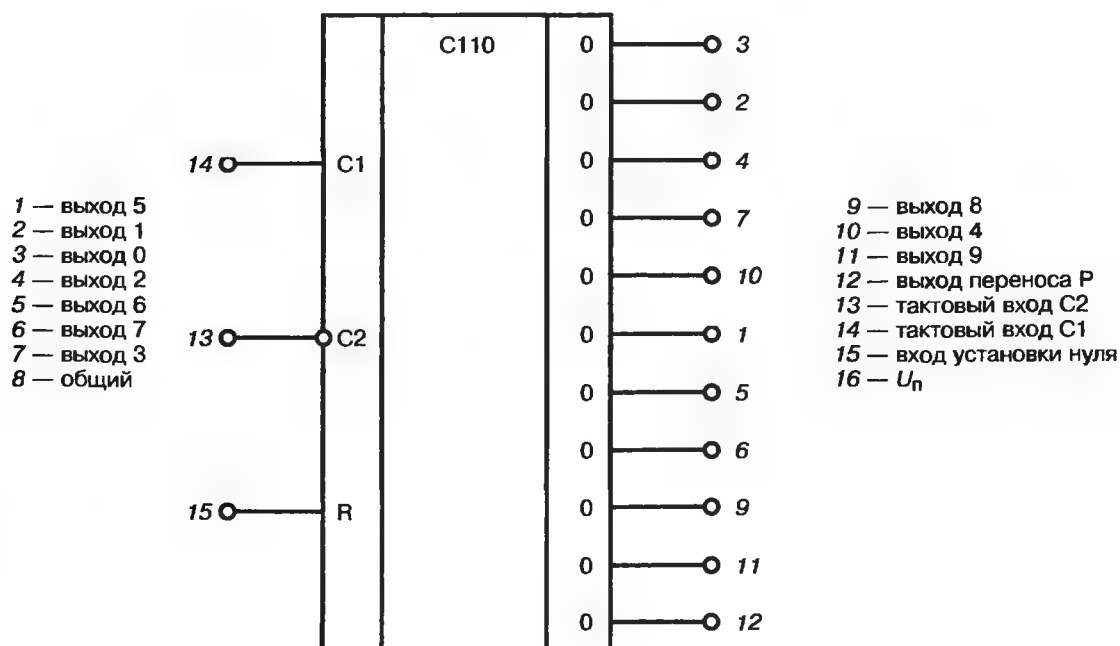 C110
0 3
0 2
0 4
14 C1
0 7
0 10
13 C2
0 1
0 5
0 6
15 R
0 9
0 11
0 12
1 — выход 5
2 — выход 1
3 — выход 0
4 — выход 2
5 — выход 6
6 — выход 7
7 — выход 3
8 — общий
9 — выход 8
10 — выход 4
11 — выход 9
12 — выход переноса P
13 — тактовый вход C2
14 — тактовый вход C1
15 — вход установки нуля
16 — Uп